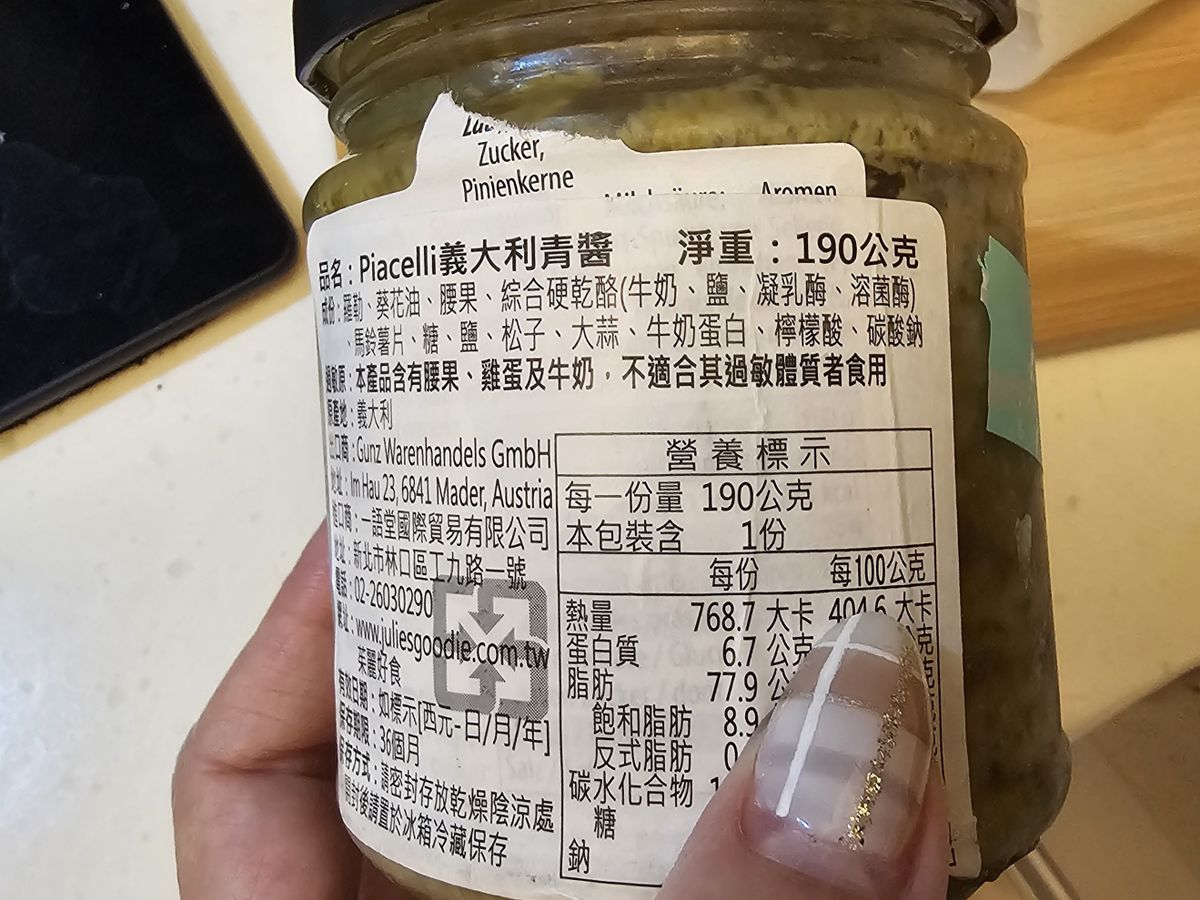 Zucker,
Pinienkerne
Aromen
品名：Piacelli義大利青醬 淨重：190公克
成份：羅勒、葵花油、腰果、綜合硬乾酪(牛奶、鹽、凝乳酶、溶菌酶)
、馬鈴薯片、糖、鹽、松子、大蒜、牛奶蛋白、檸檬酸、碳酸鈉
過敏原：本產品含有腰果、雞蛋及牛奶，不適合其過敏體質者食用
原產地：義大利
出口商：Gunz Warenhandels GmbH
地址：Im Hau 23, 6841 Mader, Austria
進口商：一語堂國際貿易有限公司
地址：新北市林口區工九路一號
電話：02-26030290
網址：www.juliesgoodie.com.tw
茱麗好食
有效日期：如標示[西元-日/月/年]
保存期限：36個月
保存方式：請密封存放乾燥陰涼處
開封後請置於冰箱冷藏保存
營養標示
每一份量 190公克
本包裝含 1份
每份 每100公克
熱量 768.7 大卡 404.6 大卡
蛋白質 6.7 公克
脂肪 77.9 公
飽和脂肪 8.9
反式脂肪 0
碳水化合物
糖
鈉